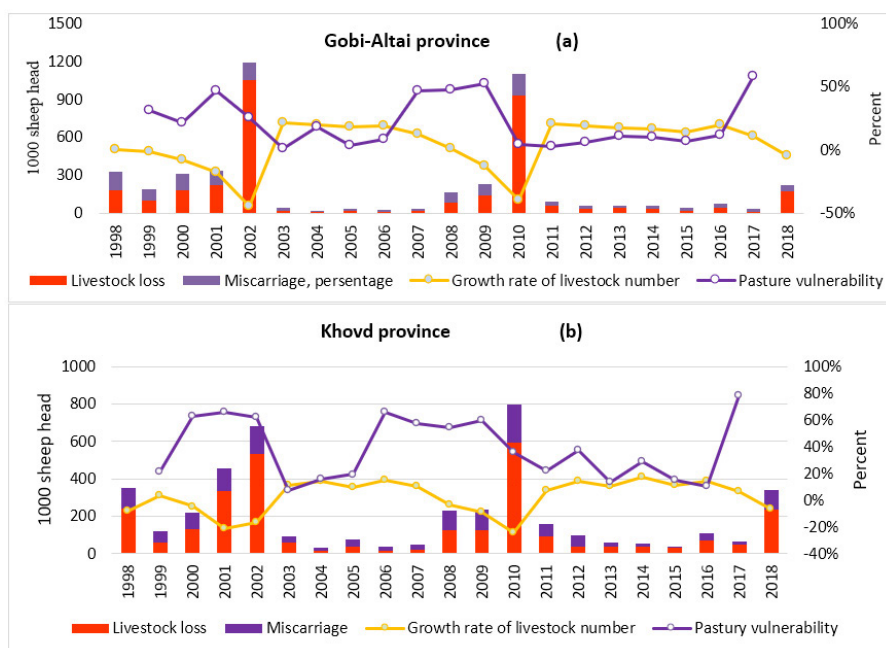 Gobi-Altai province (a)
1500
1200
900
600
300
0
1000 sheep head
100%
50%
0%
-50%
Percent
1998 1999 2000 2001 2002 2003 2004 2005 2006 2007 2008 2009 2010 2011 2012 2013 2014 2015 2016 2017 2018
Livestock loss Miscarriage, persentage Growth rate of livestock number Pasture vulnerability
Khovd province (b)
1000
800
600
400
200
0
1000 sheep head
100%
80%
60%
40%
20%
0%
-20%
-40%
Percent
1998 1999 2000 2001 2002 2003 2004 2005 2006 2007 2008 2009 2010 2011 2012 2013 2014 2015 2016 2017 2018
Livestock loss Miscarriage Growth rate of livestock number Pastury vulnerability